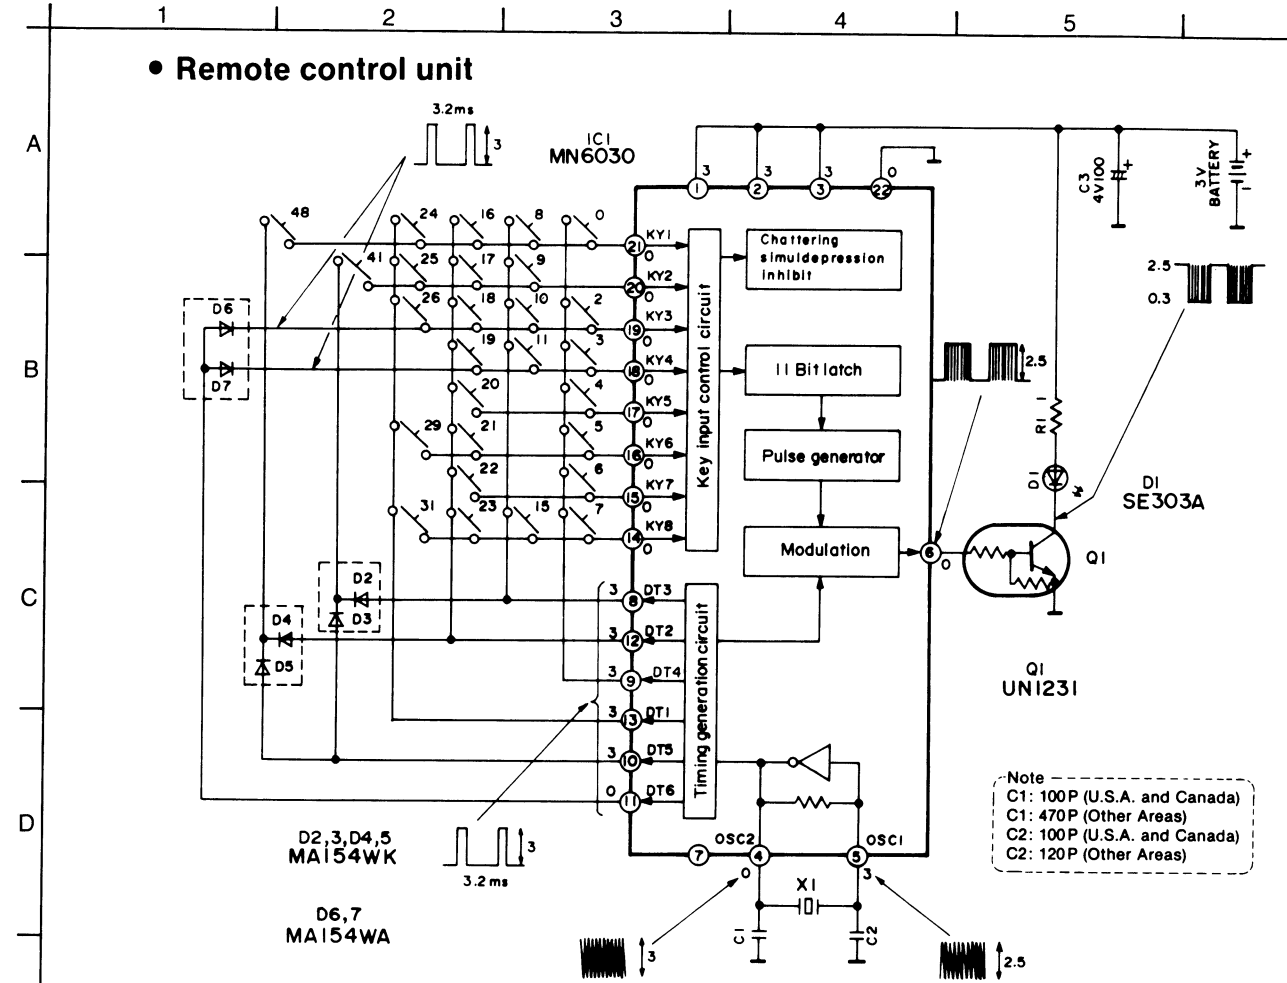 1 2 3 4 5
• Remote control unit
A
3.2ms
3
IC1
MN6030
3 3 3 0
1 2 3 22
C3
4V100
+
3V
BATTERY
+
−
48 24 16 8 0
21 KY1
0
Chattering
simuldepression
inhibit
41 25 17 9
20 KY2
0
2.5
0.3
26 18 10 2
D6
19 KY3
0
B
19 11 3
D7
18 KY4
0
11 Bit latch
2.5
20 4
17 KY5
0
Key input control circuit
R1 1
29 21 5
16 KY6
0
Pulse generator
22 6
15 KY7
0
D1
D1
SE303A
31 23 15 7
14 KY8
0
Modulation
6
0
Q1
C
D2
D3
3 8 DT3
D4
D5
3 12 DT2
3 9 DT4
Timing generation circuit
Q1
UN1231
3 13 DT1
3 10 DT5
0 11 DT6
Note
C1: 100P (U.S.A. and Canada)
C1: 470P (Other Areas)
C2: 100P (U.S.A. and Canada)
C2: 120P (Other Areas)
D
D2,3,D4,5
MA154WK
3
3.2ms
7 OSC2 4 5 OSC1
0 3
X1
D6,7
MA154WA
C1 C2
3
2.5